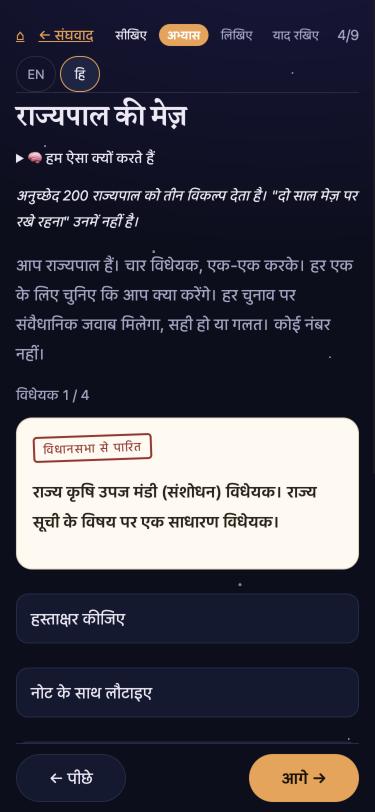 ⌂ ← संघवाद सीखिए अभ्यास लिखिए याद रखिए 4/9
EN हि
राज्यपाल की मेज़
▶ 🧠 हम ऐसा क्यों करते हैं
अनुच्छेद 200 राज्यपाल को तीन विकल्प देता है। "दो साल मेज़ पर
रखे रहना" उनमें नहीं है।
आप राज्यपाल हैं। चार विधेयक, एक-एक करके। हर एक
के लिए चुनिए कि आप क्या करेंगे। हर चुनाव पर
संवैधानिक जवाब मिलेगा, सही हो या गलत। कोई नंबर
नहीं।
विधेयक 1 / 4
विधानसभा से पारित
राज्य कृषि उपज मंडी (संशोधन) विधेयक। राज्य
सूची के विषय पर एक साधारण विधेयक।
हस्ताक्षर कीजिए
नोट के साथ लौटाइए
← पीछे आगे →